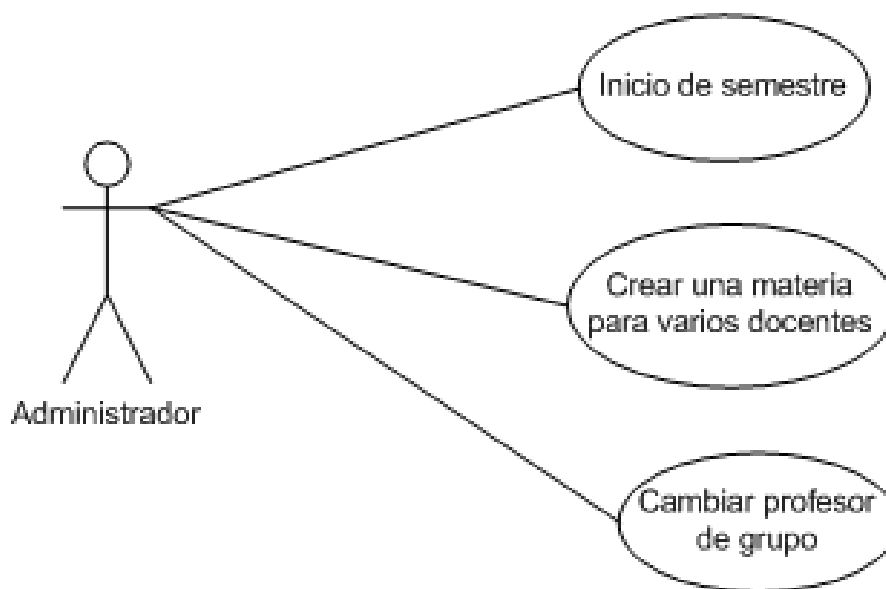 Inicio de semestre
Crear una materia
para varios docentes
Administrador
Cambiar profesor
de grupo